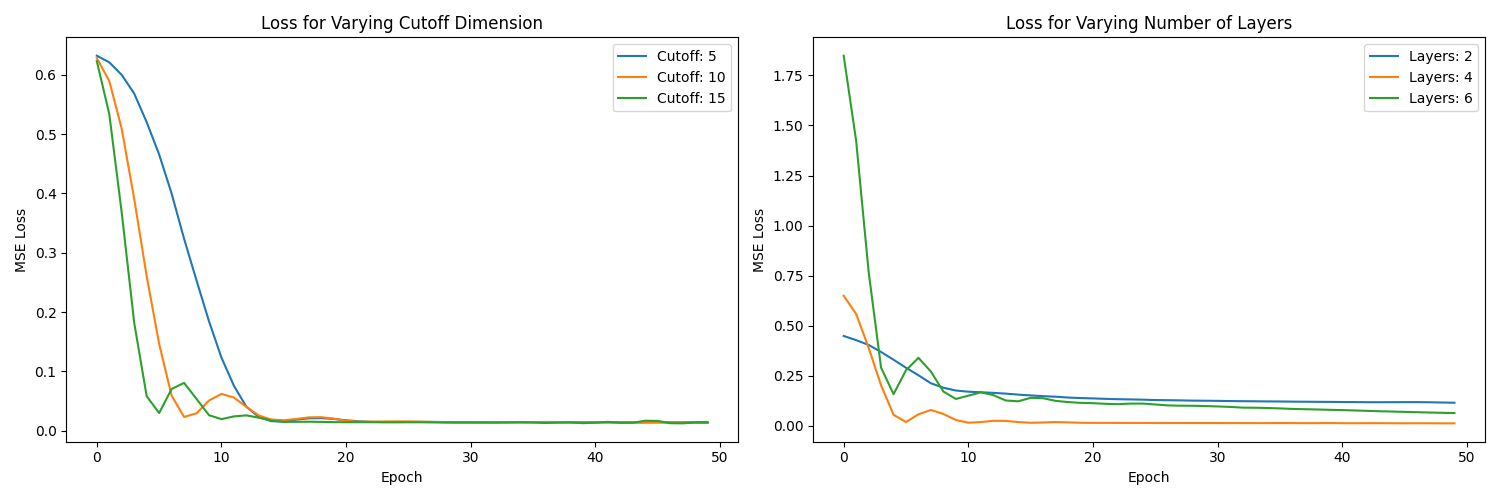 Loss for Varying Cutoff Dimension
MSE Loss
0.6
0.5
0.4
0.3
0.2
0.1
0.0
0 10 20 30 40 50
Epoch
Cutoff: 5
Cutoff: 10
Cutoff: 15
Loss for Varying Number of Layers
MSE Loss
1.75
1.50
1.25
1.00
0.75
0.50
0.25
0.00
0 10 20 30 40 50
Epoch
Layers: 2
Layers: 4
Layers: 6